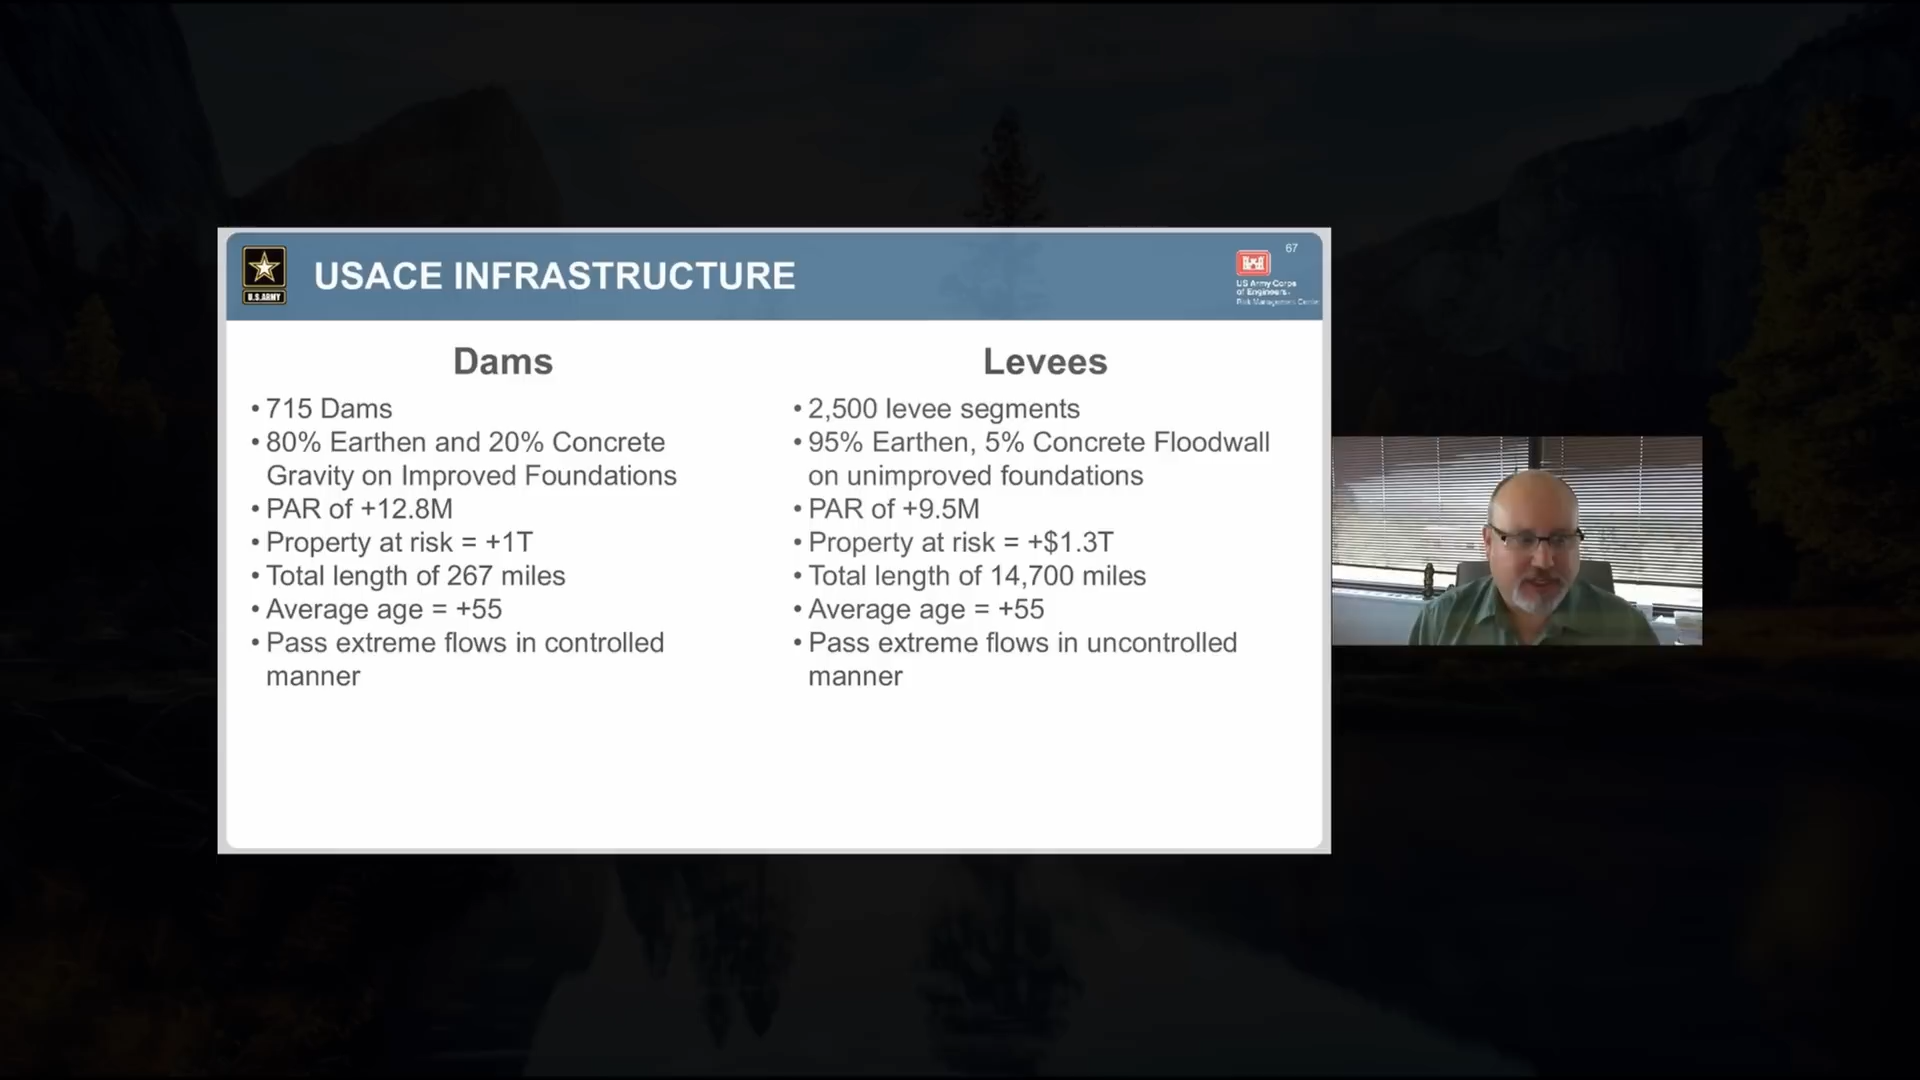 U.S.ARMY
USACE INFRASTRUCTURE
67
US Army Corps
of Engineers.
Risk Management Center
Dams
• 715 Dams
• 80% Earthen and 20% Concrete
Gravity on Improved Foundations
• PAR of +12.8M
• Property at risk = +1T
• Total length of 267 miles
• Average age = +55
• Pass extreme flows in controlled
manner
Levees
• 2,500 levee segments
• 95% Earthen, 5% Concrete Floodwall
on unimproved foundations
• PAR of +9.5M
• Property at risk = +$1.3T
• Total length of 14,700 miles
• Average age = +55
• Pass extreme flows in uncontrolled
manner